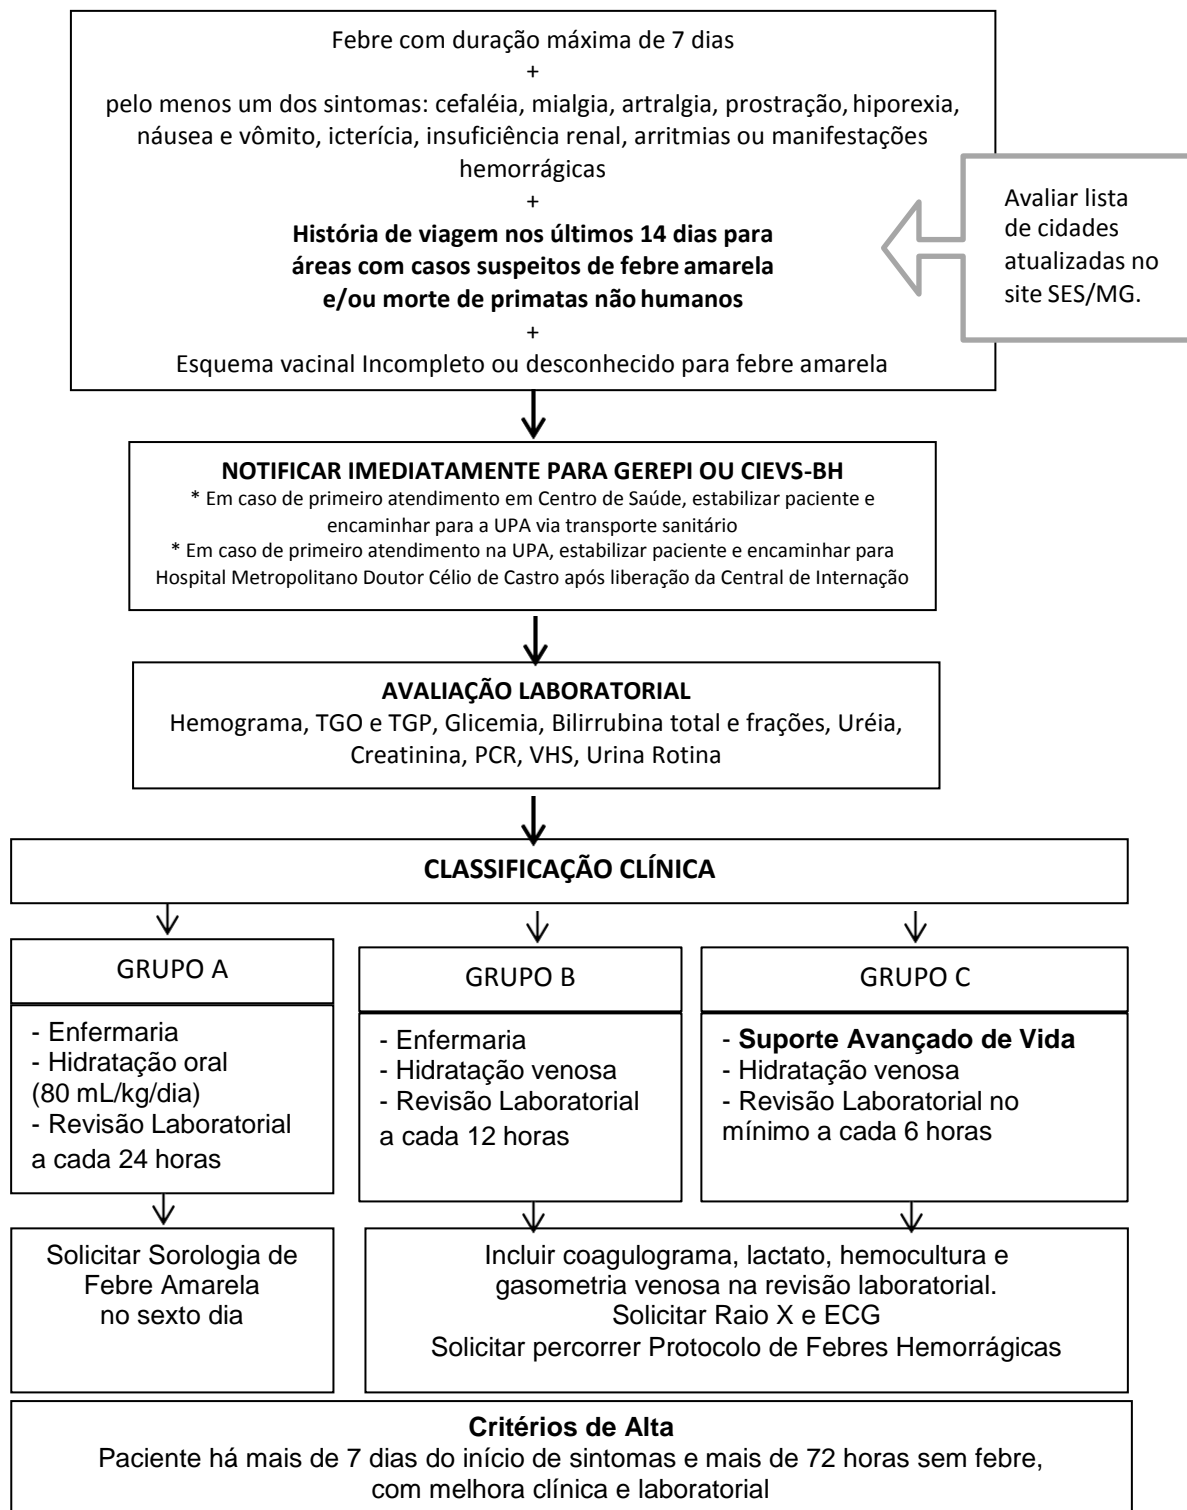 Febre com duração máxima de 7 dias
+
pelo menos um dos sintomas: cefaléia, mialgia, artralgia, prostração, hiporexia,
náusea e vômito, icterícia, insuficiência renal, arritmias ou manifestações
hemorrágicas
+
História de viagem nos últimos 14 dias para
áreas com casos suspeitos de febre amarela
e/ou morte de primatas não humanos
+
Esquema vacinal Incompleto ou desconhecido para febre amarela
Avaliar lista
de cidades
atualizadas no
site SES/MG.
NOTIFICAR IMEDIATAMENTE PARA GEREPI OU CIEVS-BH
* Em caso de primeiro atendimento em Centro de Saúde, estabilizar paciente e
encaminhar para a UPA via transporte sanitário
* Em caso de primeiro atendimento na UPA, estabilizar paciente e encaminhar para
Hospital Metropolitano Doutor Célio de Castro após liberação da Central de Internação
AVALIAÇÃO LABORATORIAL
Hemograma, TGO e TGP, Glicemia, Bilirrubina total e frações, Uréia,
Creatinina, PCR, VHS, Urina Rotina
CLASSIFICAÇÃO CLÍNICA
GRUPO A
- Enfermaria
- Hidratação oral
(80 mL/kg/dia)
- Revisão Laboratorial
a cada 24 horas
Solicitar Sorologia de
Febre Amarela
no sexto dia
GRUPO B
- Enfermaria
- Hidratação venosa
- Revisão Laboratorial
a cada 12 horas
GRUPO C
- Suporte Avançado de Vida
- Hidratação venosa
- Revisão Laboratorial no
mínimo a cada 6 horas
Incluir coagulograma, lactato, hemocultura e
gasometria venosa na revisão laboratorial.
Solicitar Raio X e ECG
Solicitar percorrer Protocolo de Febres Hemorrágicas
Critérios de Alta
Paciente há mais de 7 dias do início de sintomas e mais de 72 horas sem febre,
com melhora clínica e laboratorial